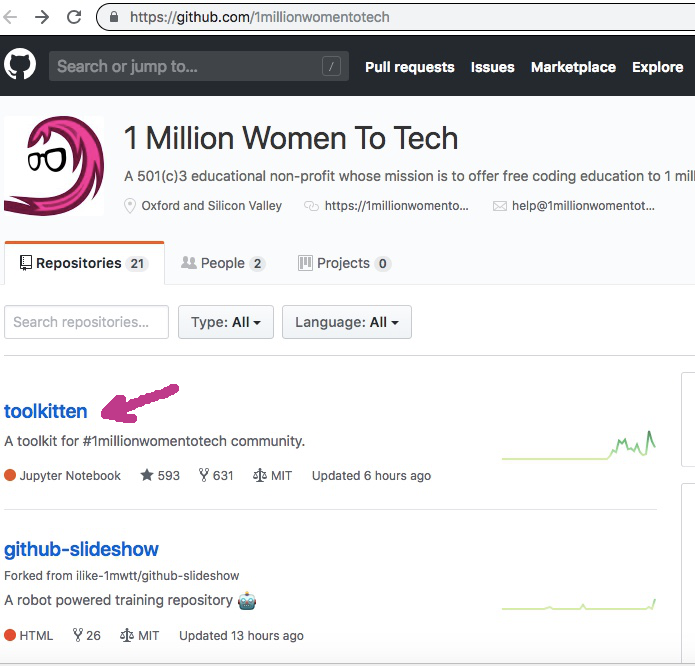 https://github.com/1millionwomentotech
Search or jump to... /
Pull requests Issues Marketplace Explore
1 Million Women To Tech
A 501(c)3 educational non-profit whose mission is to offer free coding education to 1 mill
Oxford and Silicon Valley https://1millionwomento... help@1millionwomentot...
Repositories 21 People 2 Projects 0
Search repositories... Type: All Language: All
toolkitten
A toolkit for #1millionwomentotech community.
Jupyter Notebook 593 631 MIT Updated 6 hours ago
github-slideshow
Forked from ilike-1mwtt/github-slideshow
A robot powered training repository
HTML 26 MIT Updated 13 hours ago